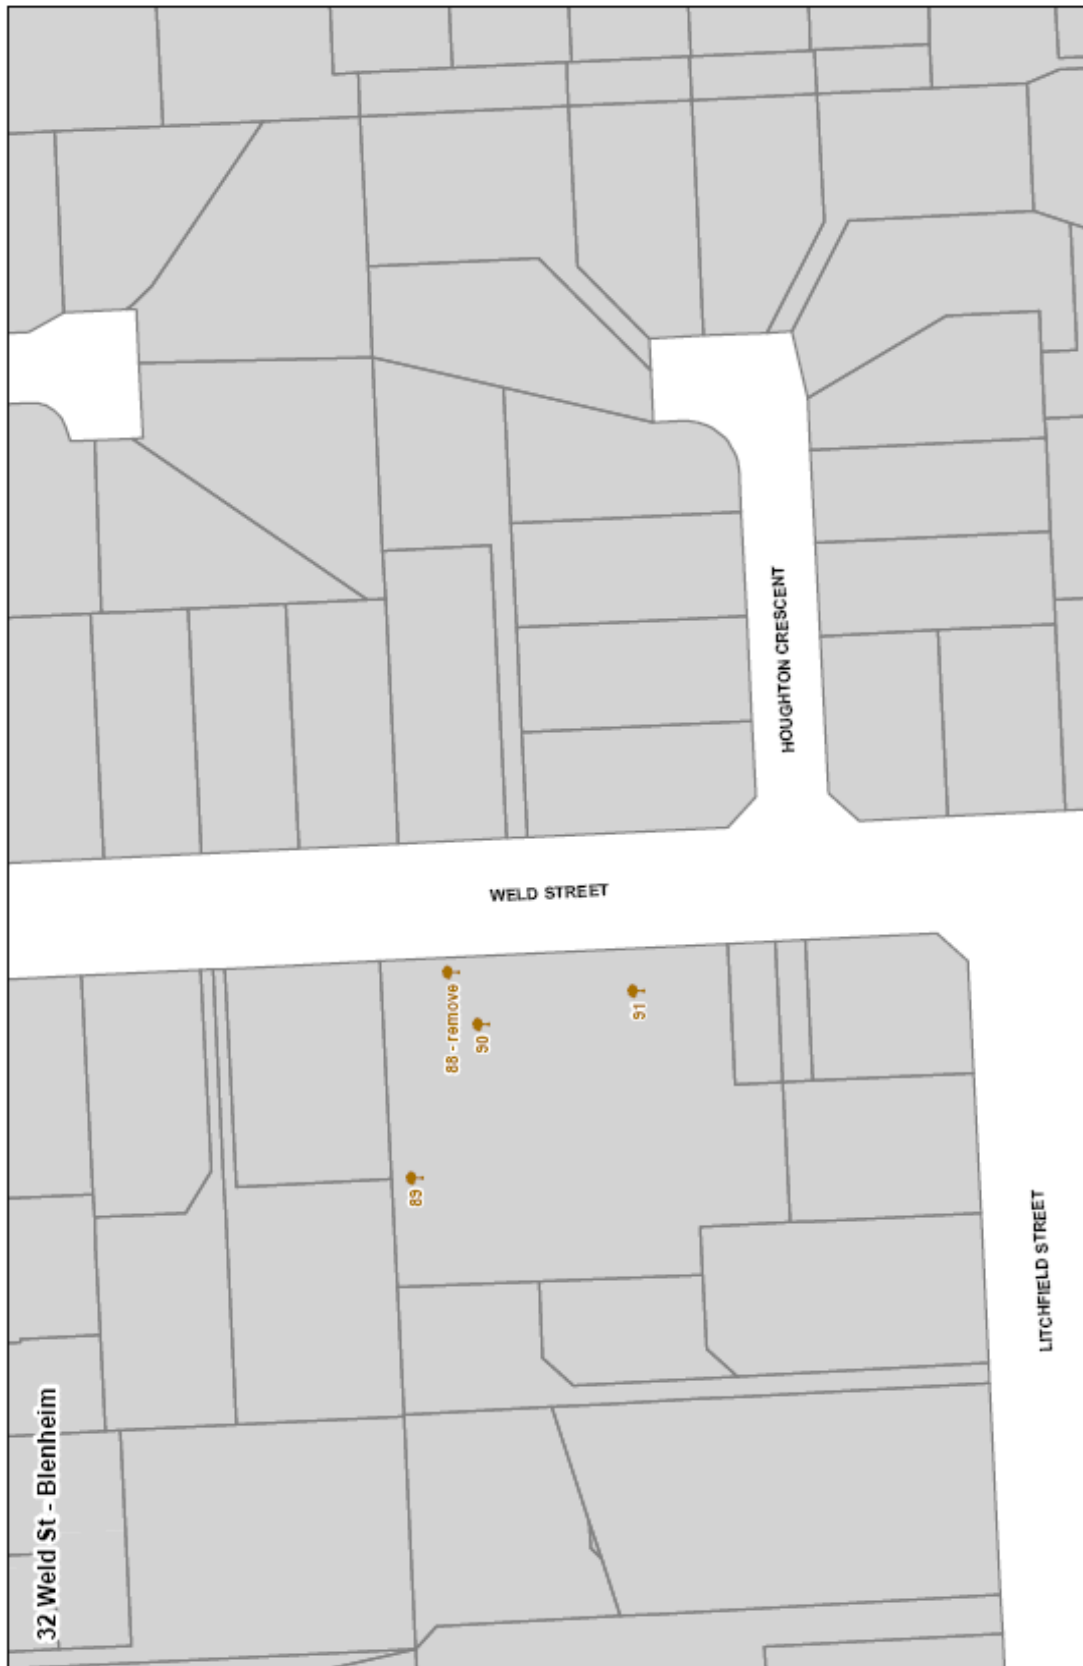 32 Weld St - Blenheim
HOUGHTON CRESCENT
WELD STREET
88 - remove
90
91
89
LITCHFIELD STREET